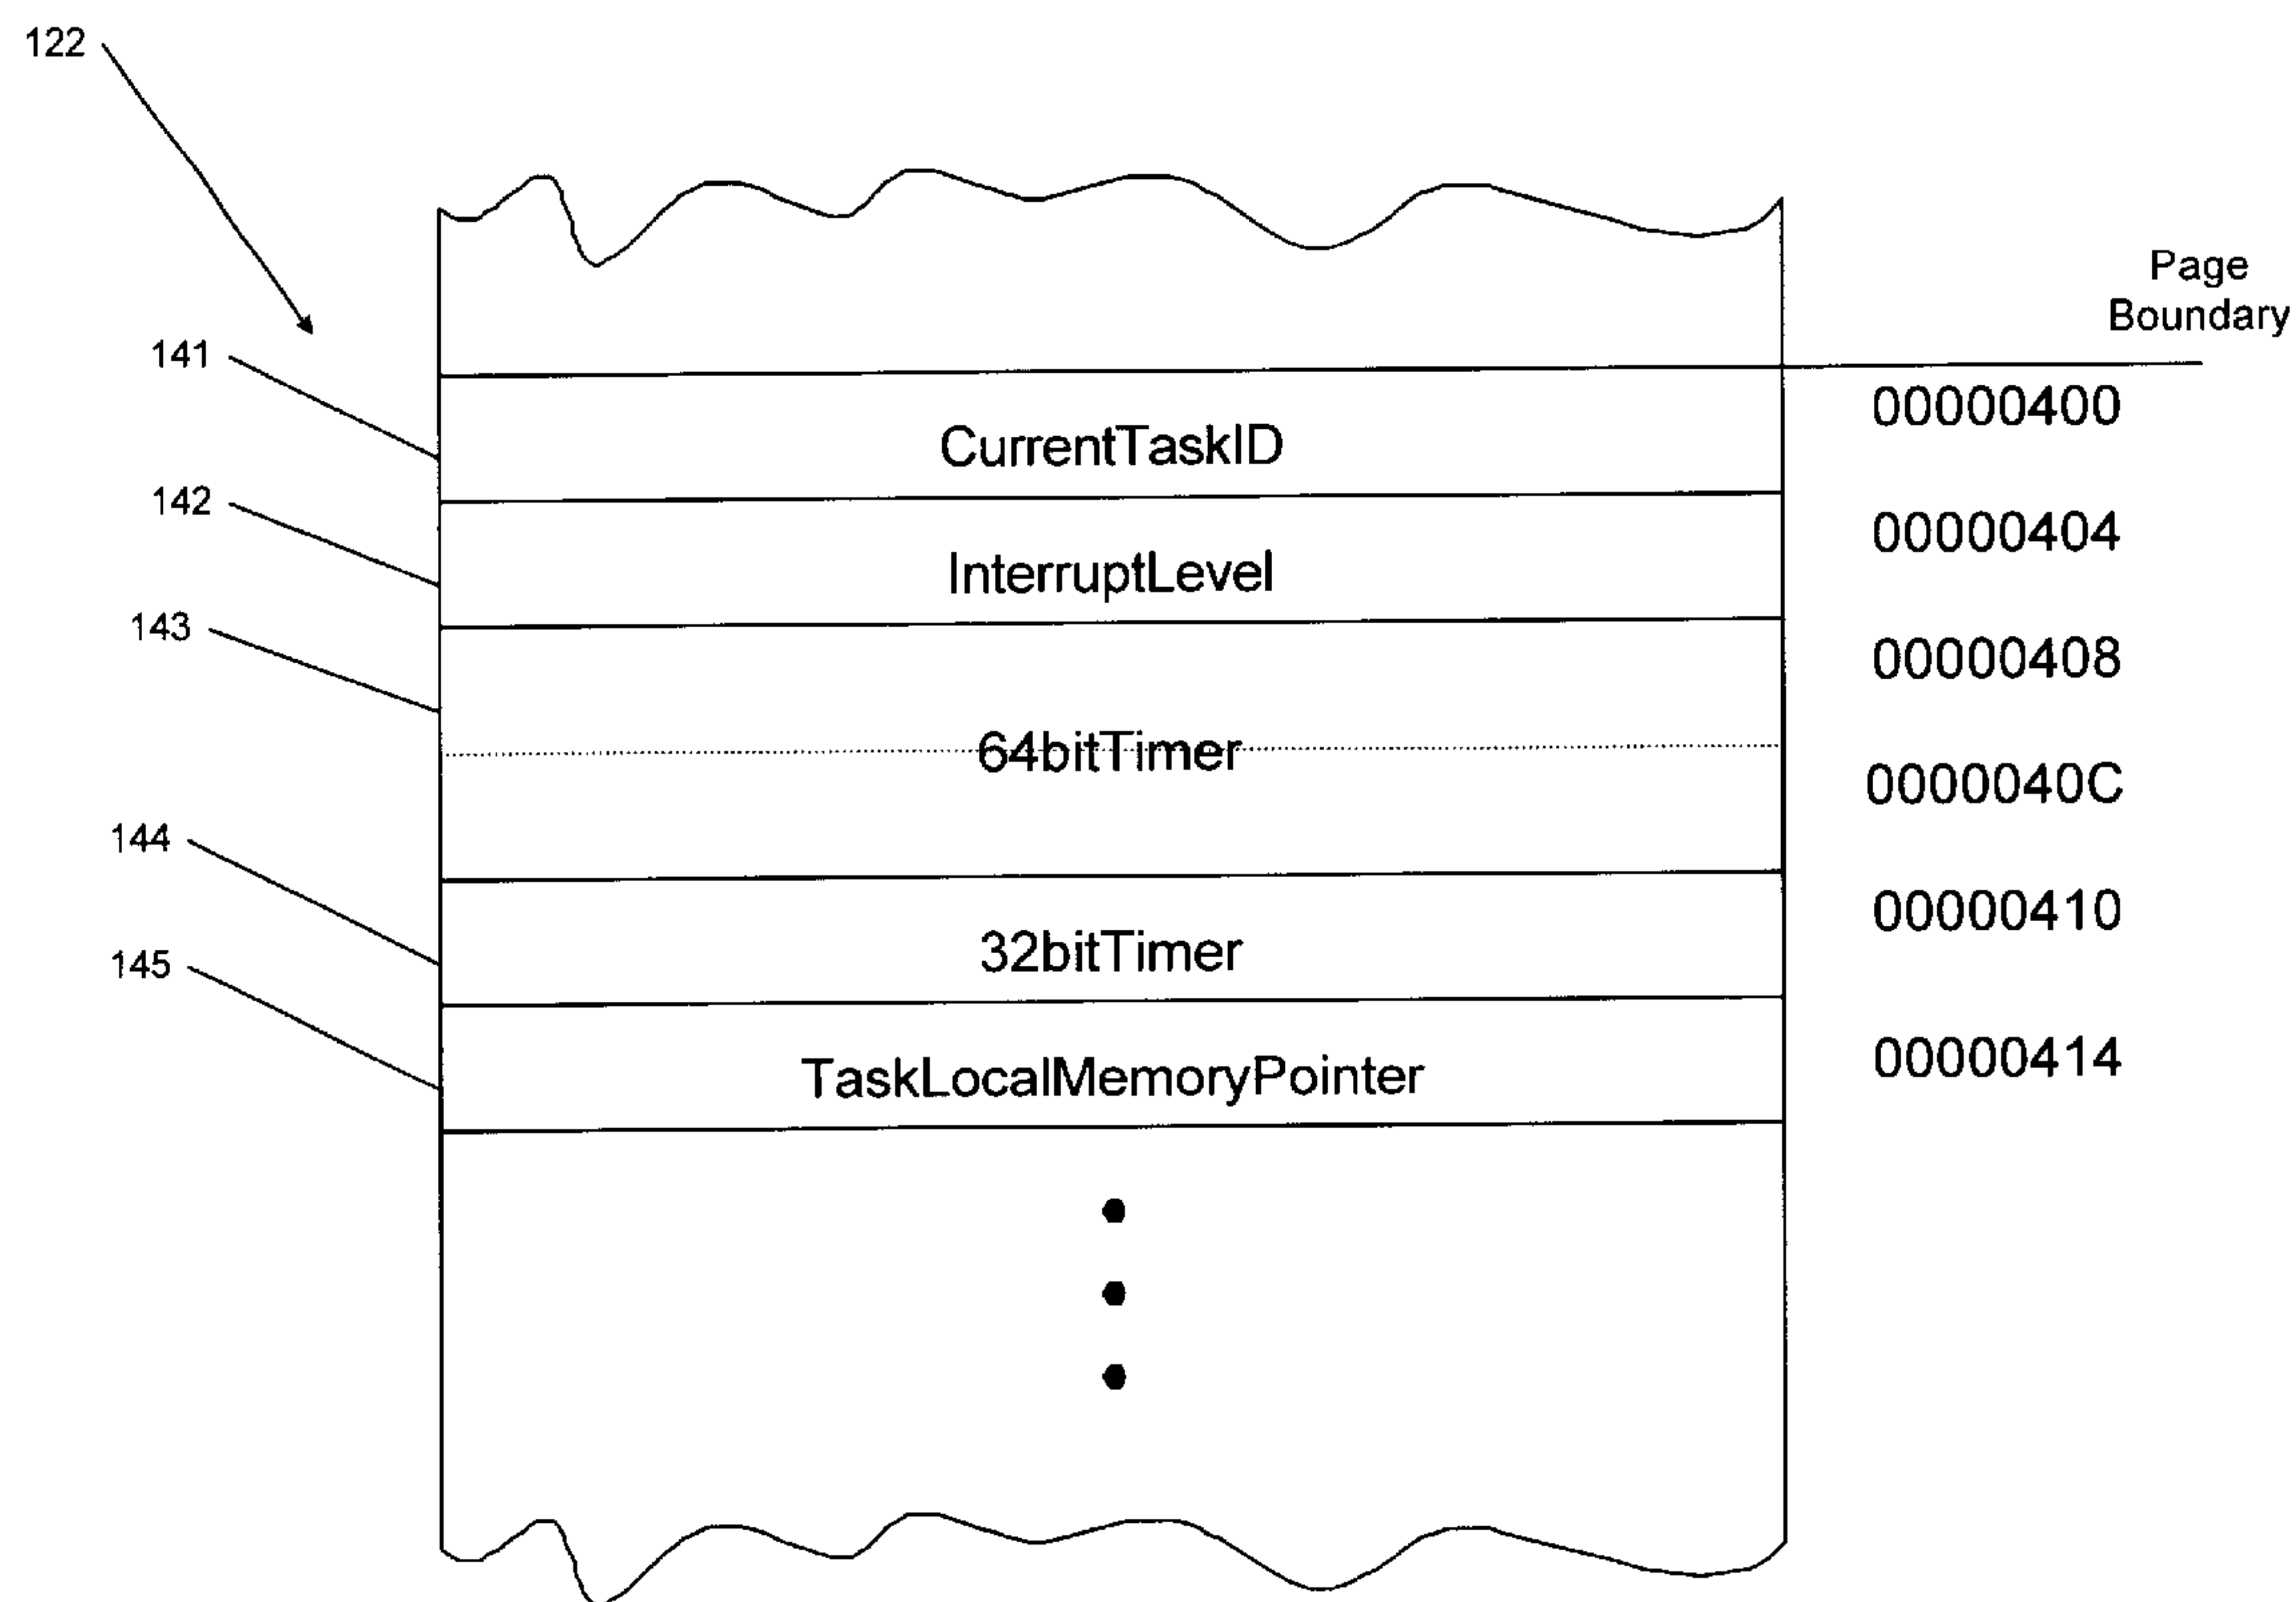 122
Page
Boundary
141
CurrentTaskID
00000400
142
InterruptLevel
00000404
143
64bitTimer
00000408
0000040C
144
32bitTimer
00000410
145
TaskLocalMemoryPointer
00000414